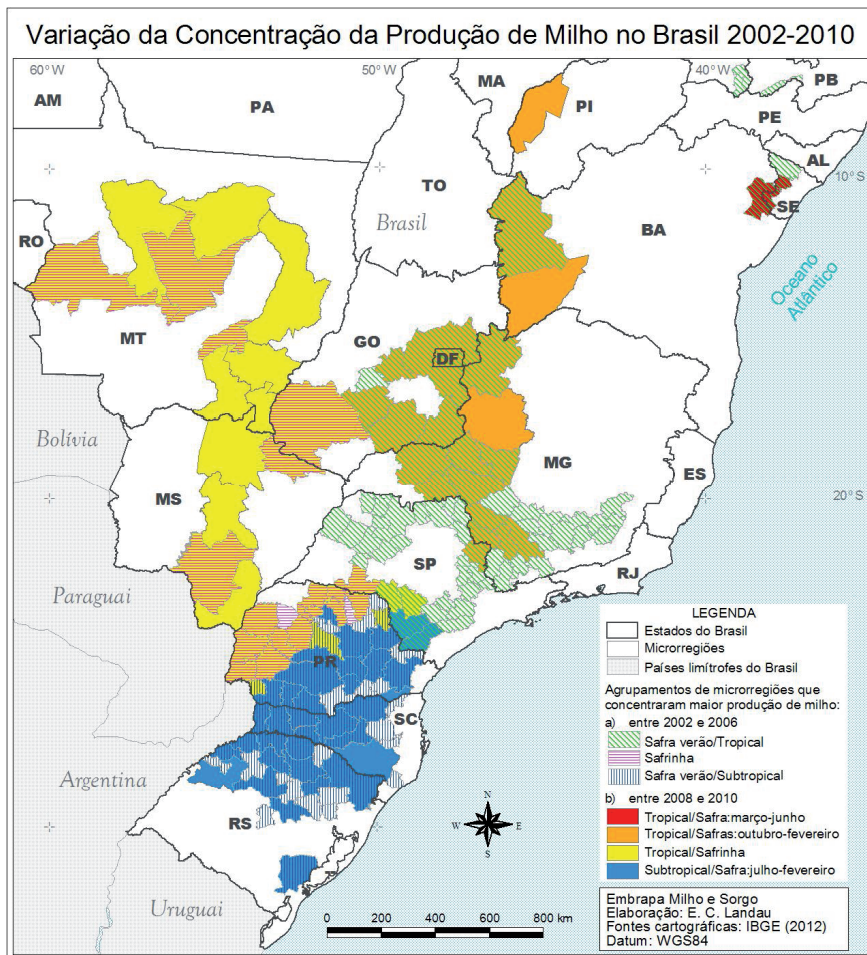 Variação da Concentração da Produção de Milho no Brasil 2002-2010
60° W
50° W
40° W
AM
PA
MA
PI
PB
PE
TO
AL
10° S
Brasil
SE
RO
BA
Oceano
Atlântico
MT
GO
DF
Bolívia
MG
ES
MS
20° S
SP
RJ
Paraguai
PR
SC
Argentina
RS
Uruguai
N
W
E
S
0
200
400
600
800 km
LEGENDA
Estados do Brasil
Microrregiões
Países limítrofes do Brasil
Agrupamentos de microrregiões que
concentraram maior produção de milho:
a) entre 2002 e 2006
Safra verão/Tropical
Safrinha
Safra verão/Subtropical
b) entre 2008 e 2010
Tropical/Safra:março-junho
Tropical/Safras:outubro-fevereiro
Tropical/Safrinha
Subtropical/Safra:julho-fevereiro
Embrapa Milho e Sorgo
Elaboração: E. C. Landau
Fontes cartográficas: IBGE (2012)
Datum: WGS84